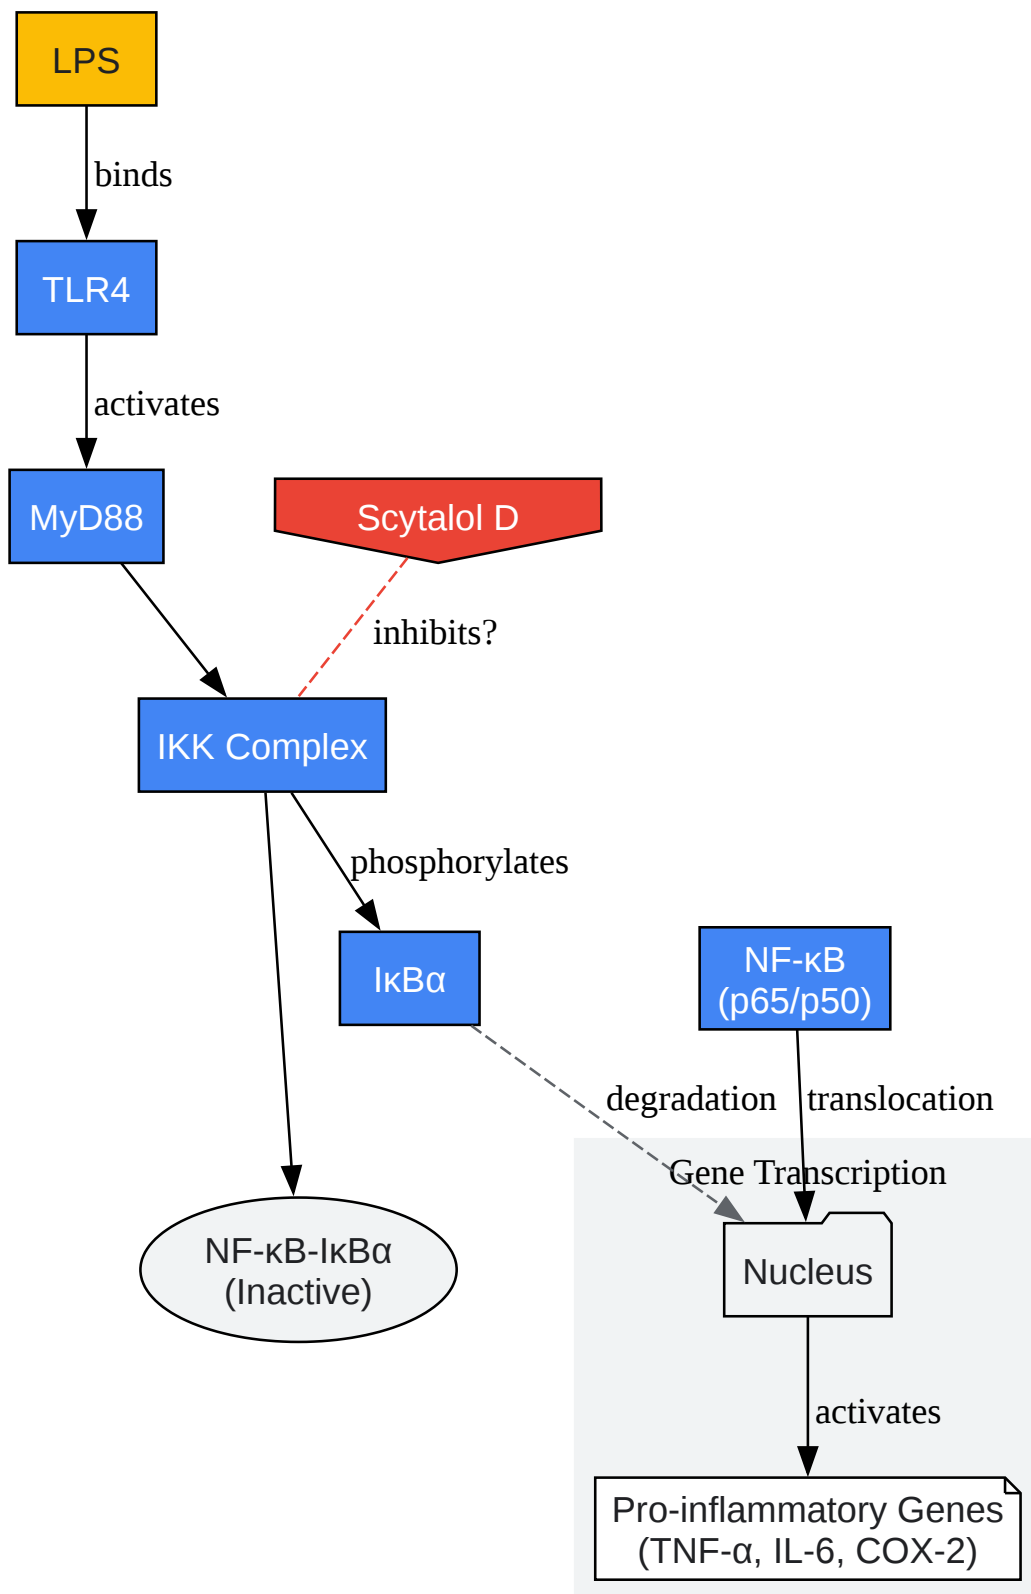 LPS
binds
TLR4
activates
MyD88
Scytalol D
inhibits?
IKK Complex
phosphorylates
IκBα
NF-κB
(p65/p50)
degradation
translocation
Gene Transcription
NF-κB-IκBα
(Inactive)
Nucleus
activates
Pro-inflammatory Genes
(TNF-α, IL-6, COX-2)